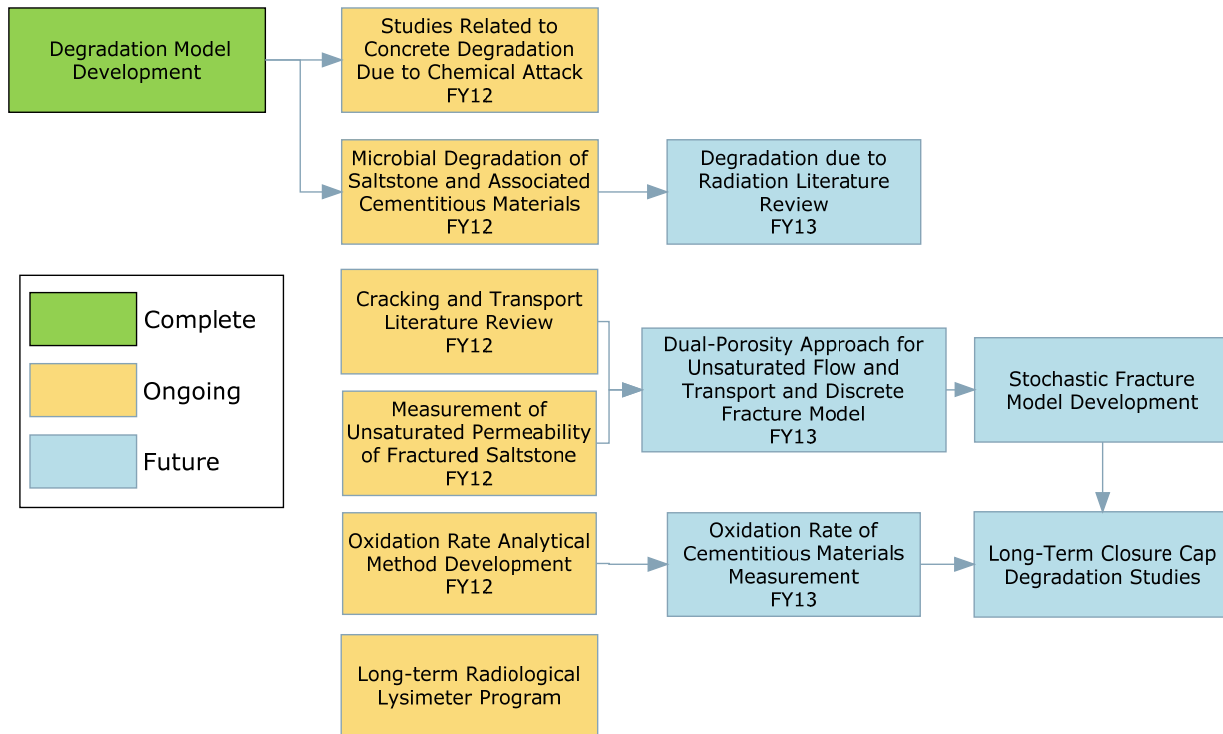 Degradation Model
Development
Studies Related to
Concrete Degradation
Due to Chemical Attack
FY12
Microbial Degradation of
Saltstone and Associated
Cementitious Materials
FY12
Degradation due to
Radiation Literature
Review
FY13
Complete
Ongoing
Future
Cracking and Transport
Literature Review
FY12
Measurement of
Unsaturated Permeability
of Fractured Saltstone
FY12
Dual-Porosity Approach for
Unsaturated Flow and
Transport and Discrete
Fracture Model
FY13
Stochastic Fracture
Model Development
Oxidation Rate Analytical
Method Development
FY12
Oxidation Rate of
Cementitious Materials
Measurement
FY13
Long-Term Closure Cap
Degradation Studies
Long-term Radiological
Lysimeter Program